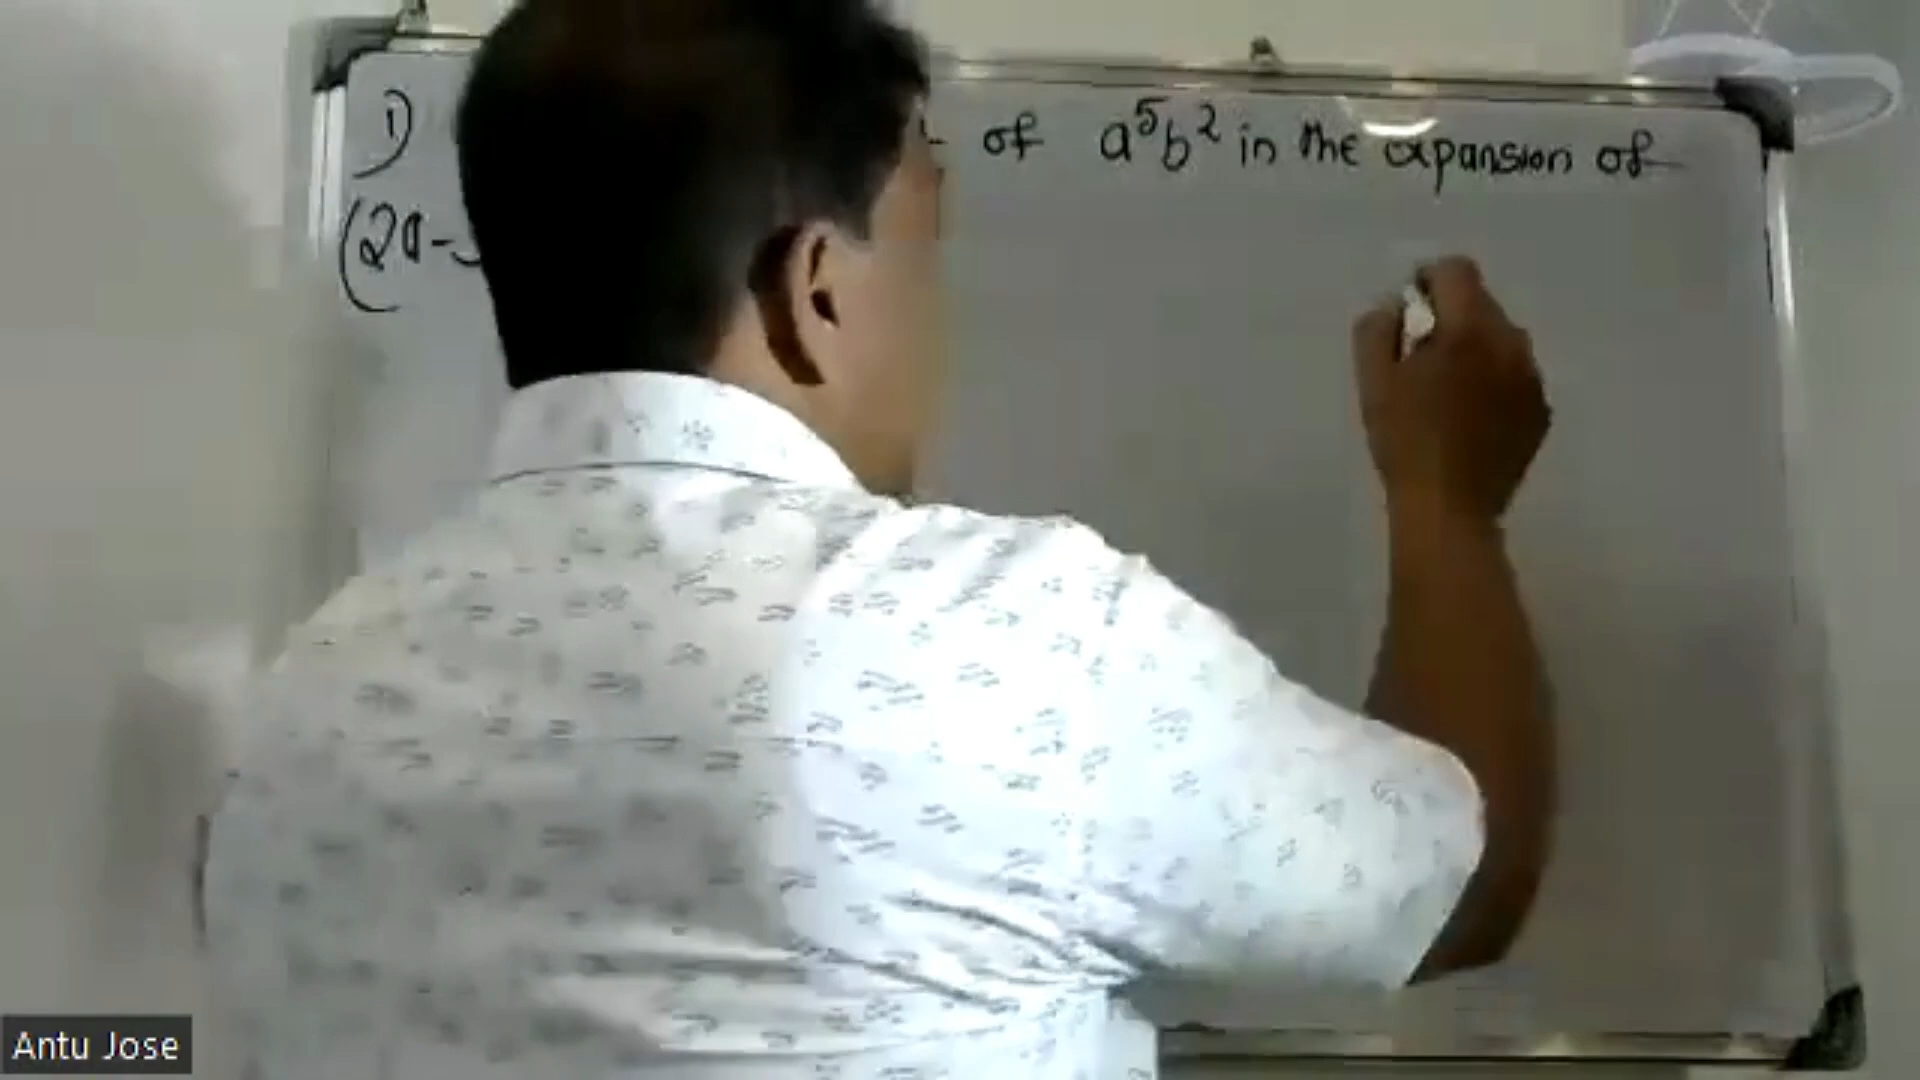 1) of a⁵b² in the expansion of
(2a-
Antu Jose